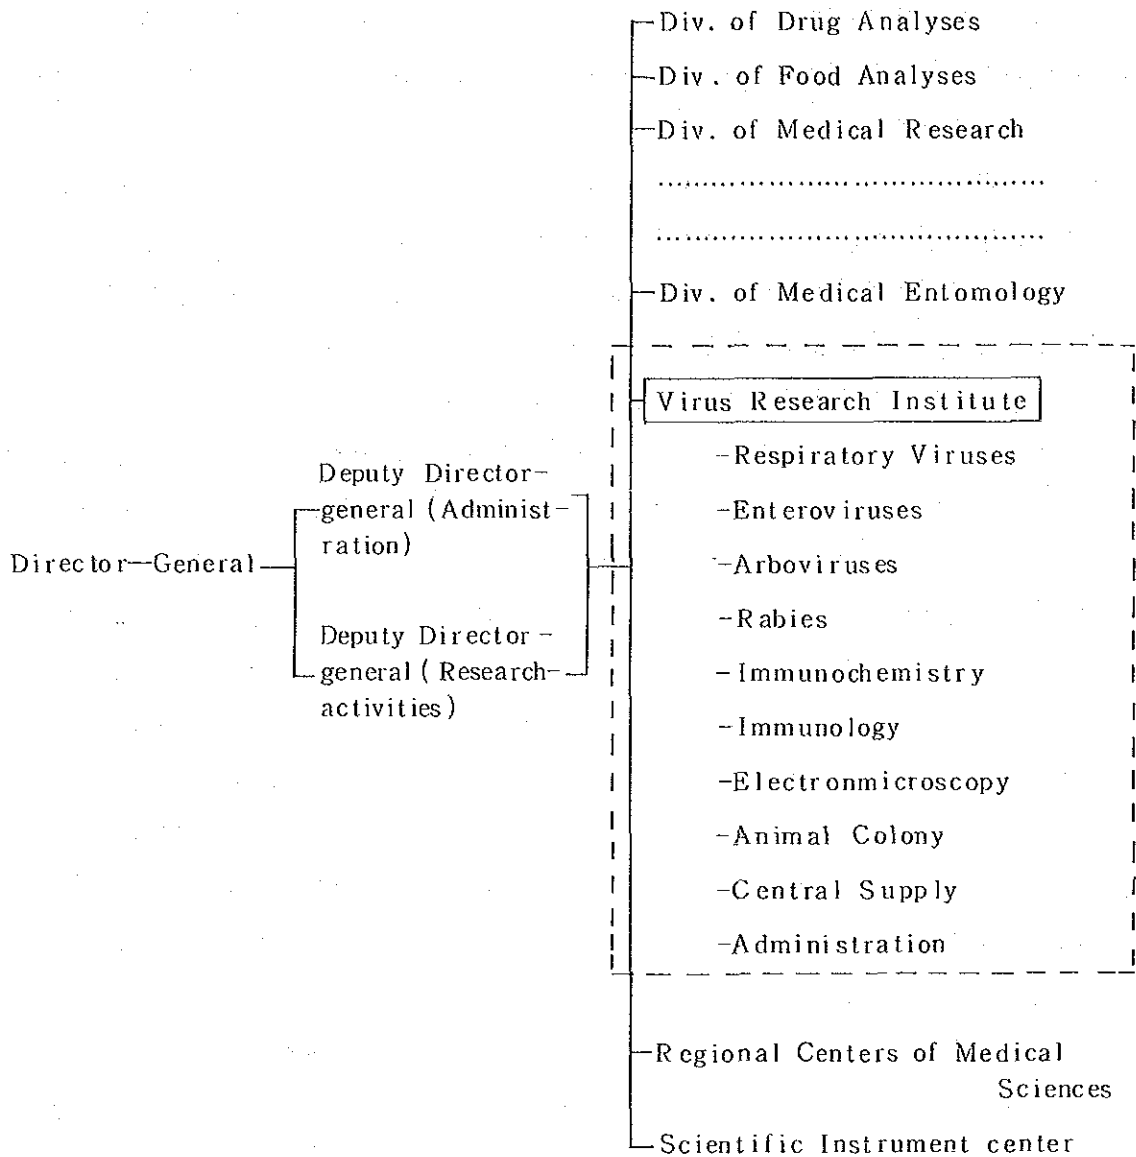 Div. of Drug Analyses
Div. of Food Analyses
Div. of Medical Research
........................................
........................................
Div. of Medical Entomology
Virus Research Institute
-Respiratory Viruses
-Enteroviruses
-Arboviruses
-Rabies
-Immunochemistry
-Immunology
-Electronmicroscopy
-Animal Colony
-Central Supply
-Administration
Regional Centers of Medical
Sciences
Scientific Instrument center
Deputy Director-
general (Administ-
ration)
Director-General
Deputy Director-
general (Research-
activities)